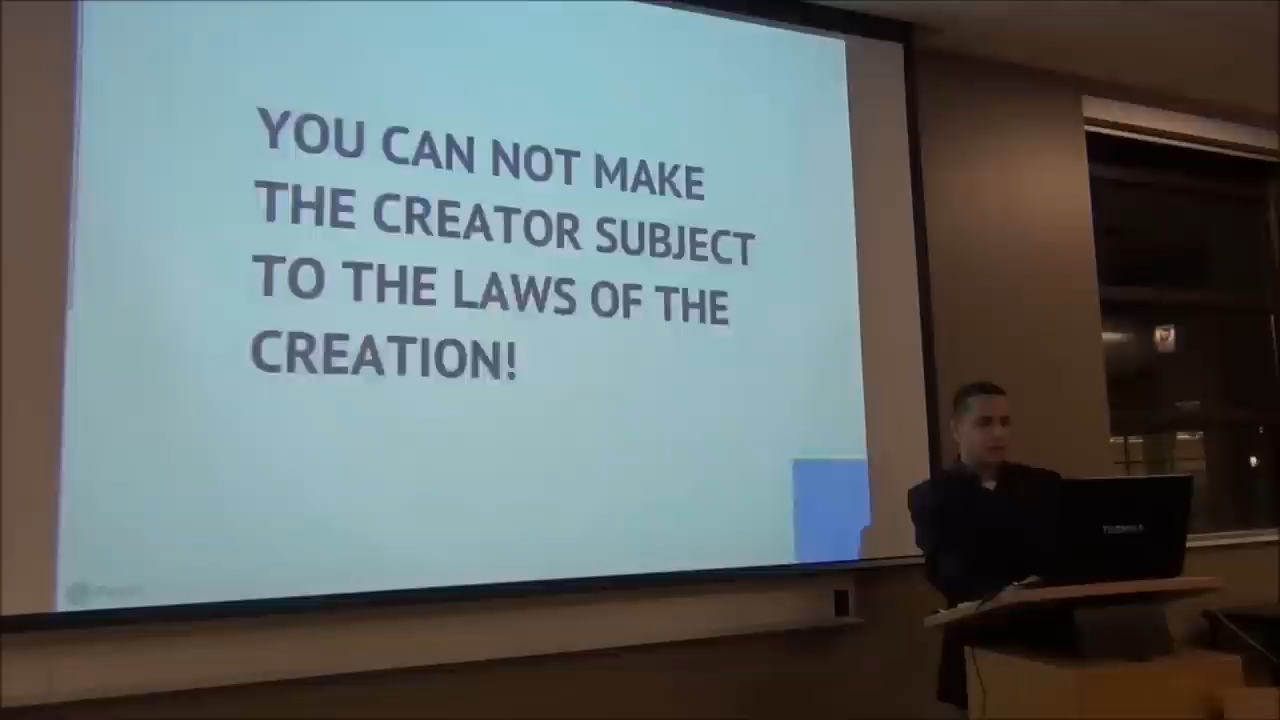 YOU CAN NOT MAKE
THE CREATOR SUBJECT
TO THE LAWS OF THE
CREATION!